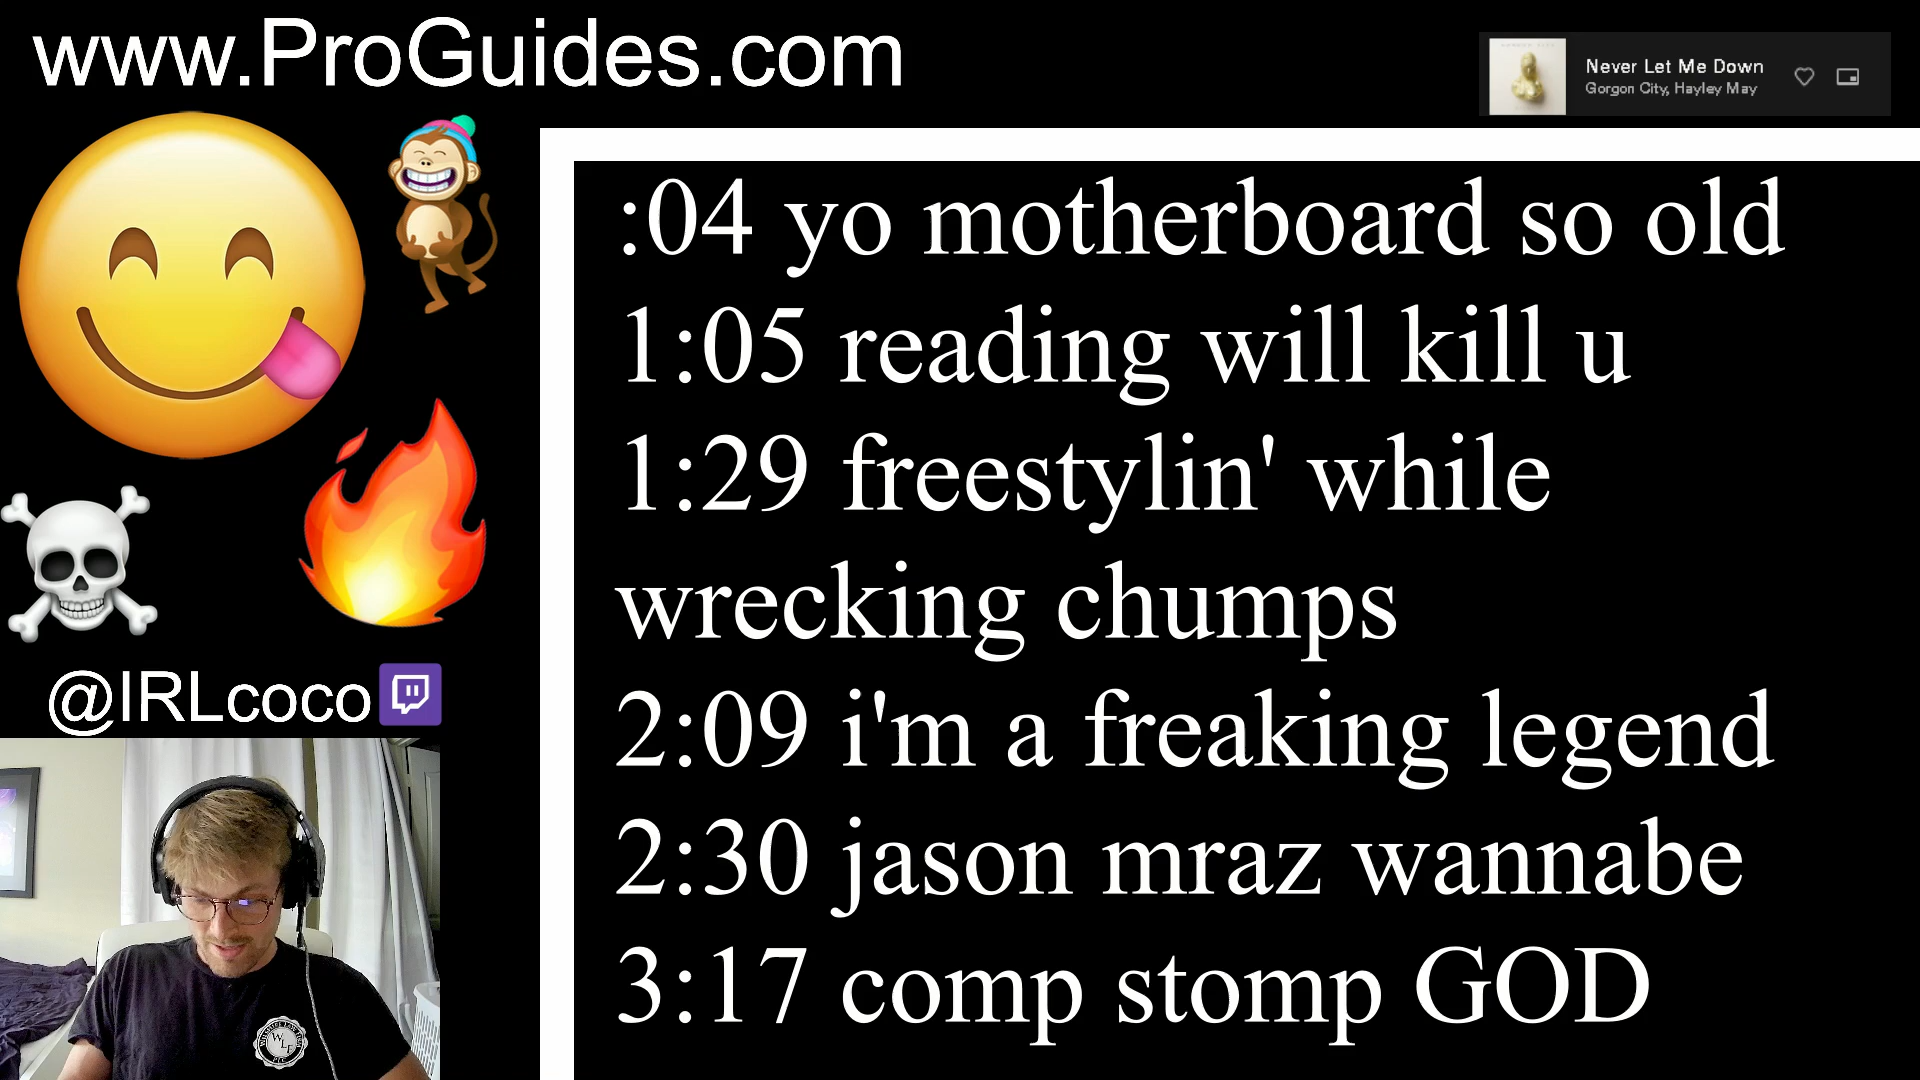 www.ProGuides.com
Never Let Me Down
Gorgon City, Hayley May
:04 yo motherboard so old
1:05 reading will kill u
1:29 freestylin' while
wrecking chumps
2:09 i'm a freaking legend
2:30 jason mraz wannabe
3:17 comp stomp GOD
@IRLcoco
WLF